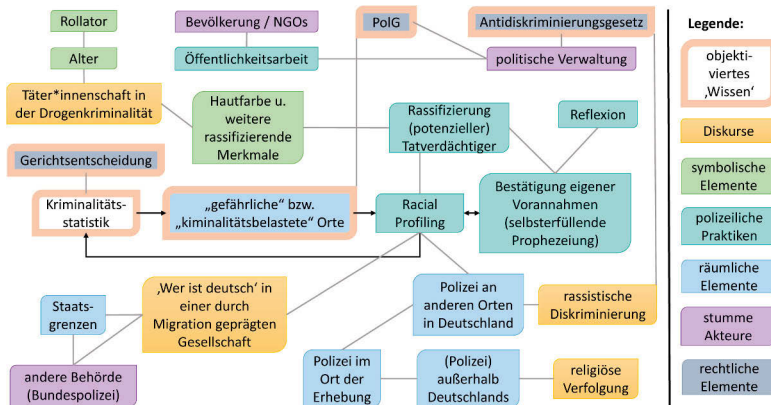 Rollator
Bevölkerung / NGOs
PolG
Antidiskriminierungsgesetz
Alter
Öffentlichkeitsarbeit
politische Verwaltung
Täter*innenschaft in
der Drogenkriminalität
Hautfarbe u.
weitere
rassifizierende
Merkmale
Rassifizierung
(potenzieller)
Tatverdächtiger
Reflexion
Gerichtsentscheidung
Kriminalitäts-
statistik
„gefährliche“ bzw.
„kiminalitätsbelastete“ Orte
Racial
Profiling
Bestätigung eigener
Vorannahmen
(selbsterfüllende
Prophezeiung)
Staats-
grenzen
‚Wer ist deutsch‘ in
einer durch
Migration geprägten
Gesellschaft
Polizei an
anderen Orten
in Deutschland
rassistische
Diskriminierung
andere Behörde
(Bundespolizei)
Polizei im
Ort der
Erhebung
(Polizei)
außerhalb
Deutschlands
religiöse
Verfolgung
Legende:
objekti-
viertes
‚Wissen‘
Diskurse
symbolische
Elemente
polizeiliche
Praktiken
räumliche
Elemente
stumme
Akteure
rechtliche
Elemente